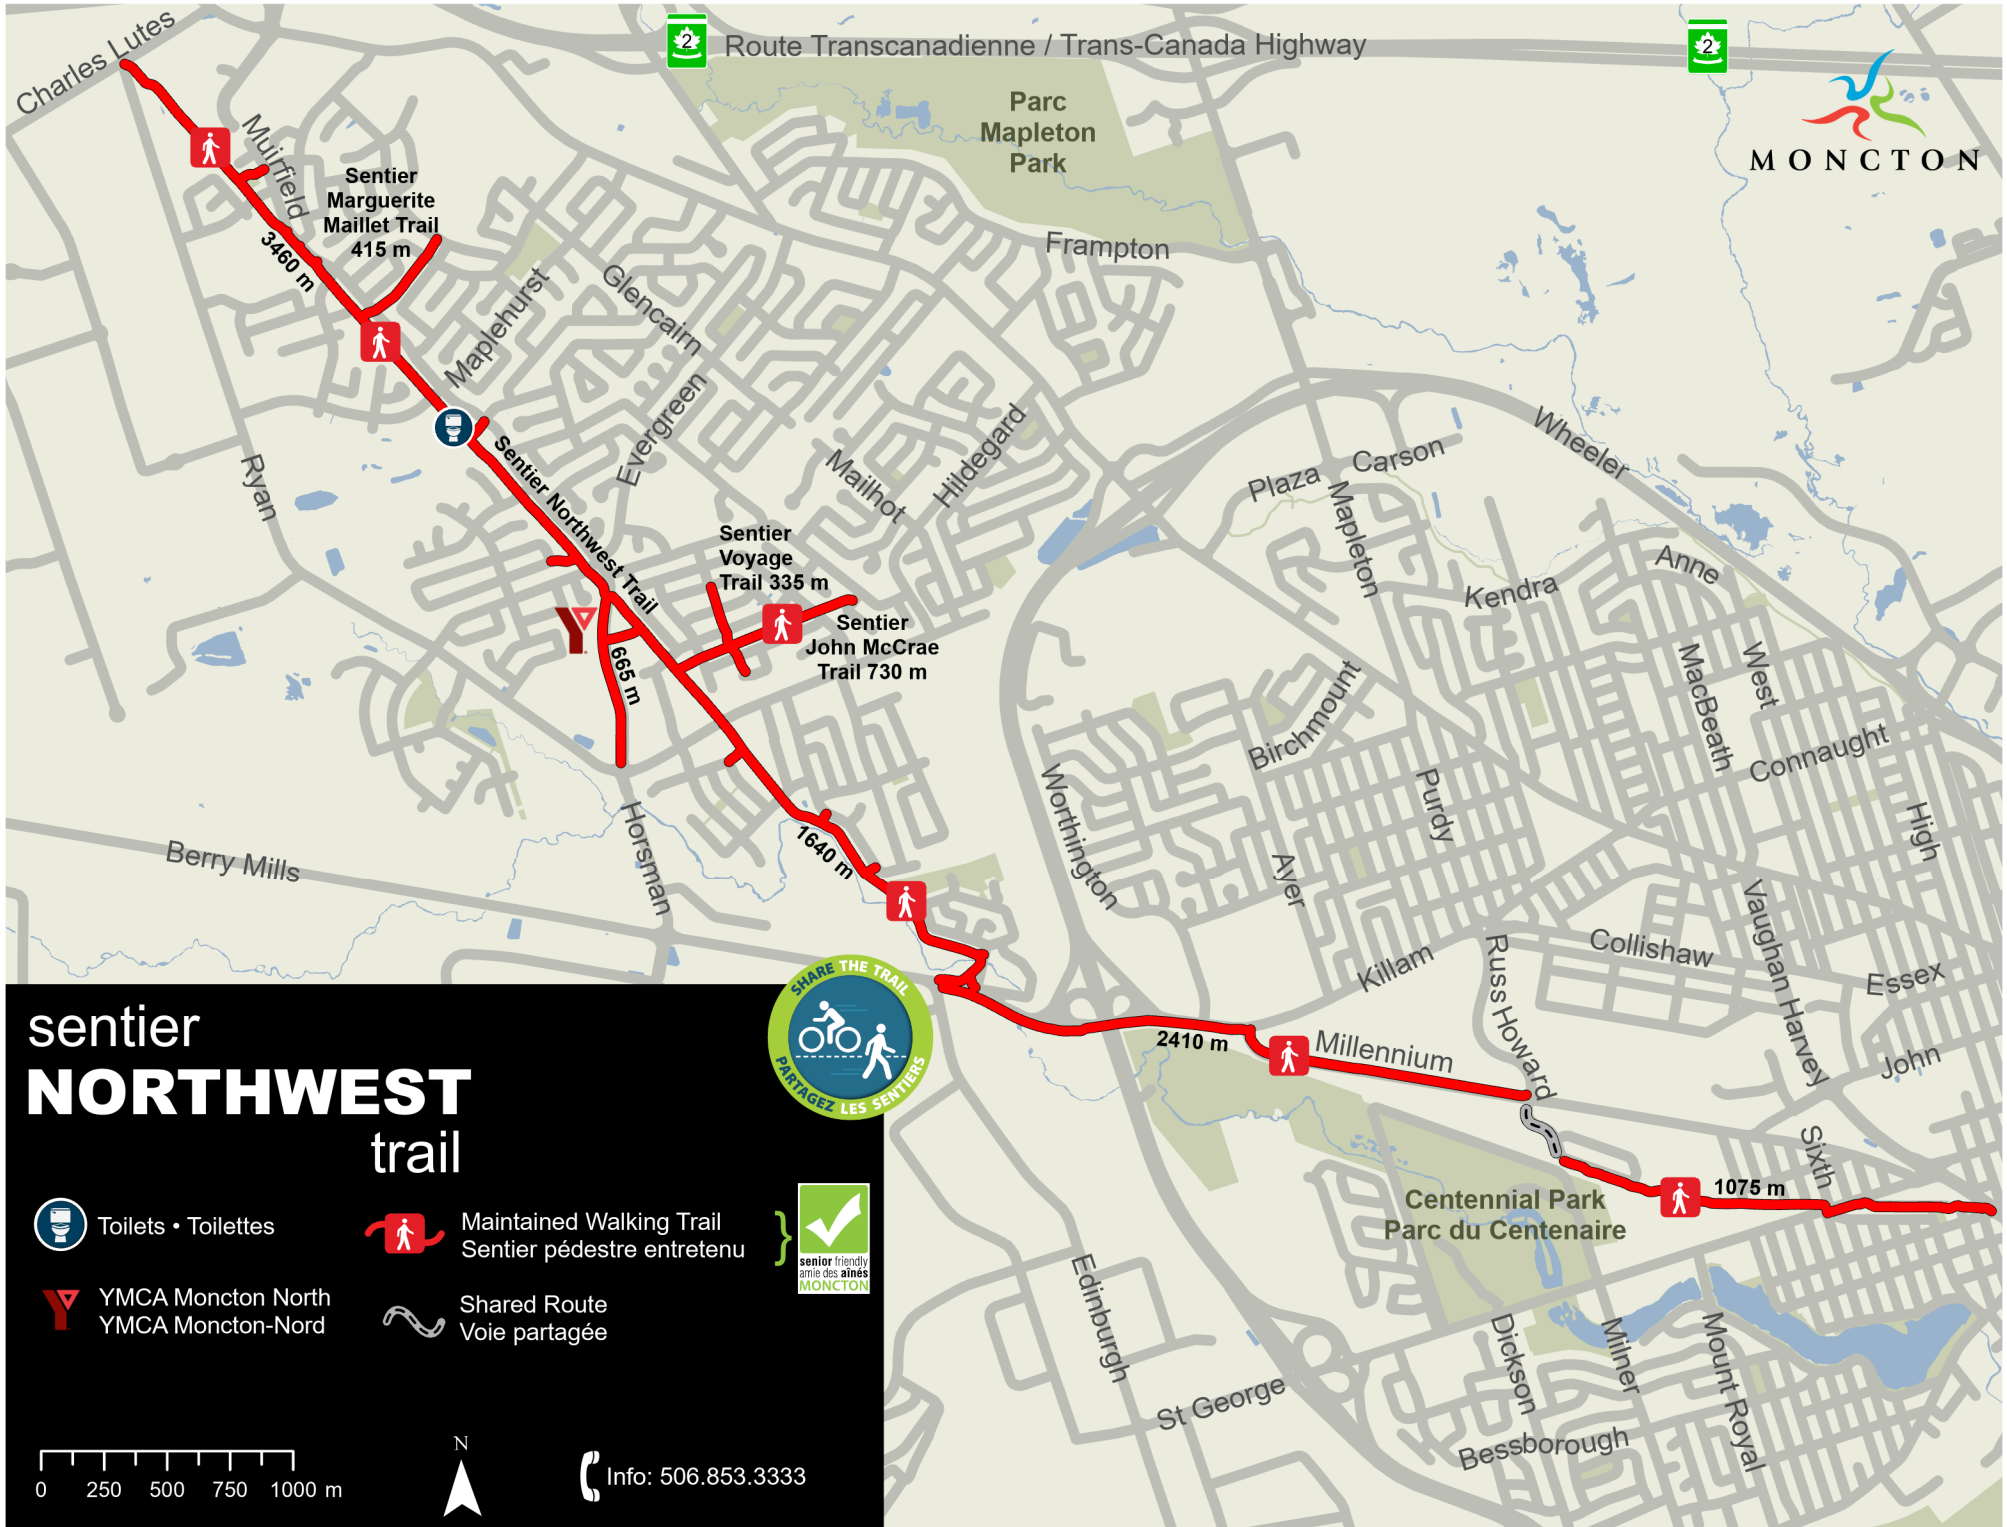 Charles Lutes
2
Route Transcanadienne / Trans-Canada Highway
2
MONCTON
Parc
Mapleton
Park
Muirfield
Sentier
Marguerite
Maillet Trail
415 m
3460 m
Frampton
Maplehurst
Glencairn
Evergreen
Mailhot
Hildegard
Wheeler
Carson
Plaza
Mapleton
Ryan
Sentier Northwest Trail
Sentier
Voyage
Trail 335 m
Sentier
John McCrae
Trail 730 m
Kendra
Anne
West
MacBeath
Connaught
Y
665 m
Birchmount
Worthington
Purdy
High
Ayer
Horsman
1640 m
Berry Mills
Vaughan Harvey
Collishaw
Essex
Killam
Russ Howard
John
2410 m
Millennium
Sixth
1075 m
Centennial Park
Parc du Centenaire
Edinburgh
Dickson
Milner
Mount Royal
St George
Bessborough
SHARE THE TRAIL
PARTAGEZ LES SENTIERS
sentier
NORTHWEST
trail
Toilets • Toilettes
Maintained Walking Trail
Sentier pédestre entretenu
senior friendly
amie des aînés
MONCTON
YMCA Moncton North
YMCA Moncton-Nord
Shared Route
Voie partagée
0 250 500 750 1000 m
N
Info: 506.853.3333